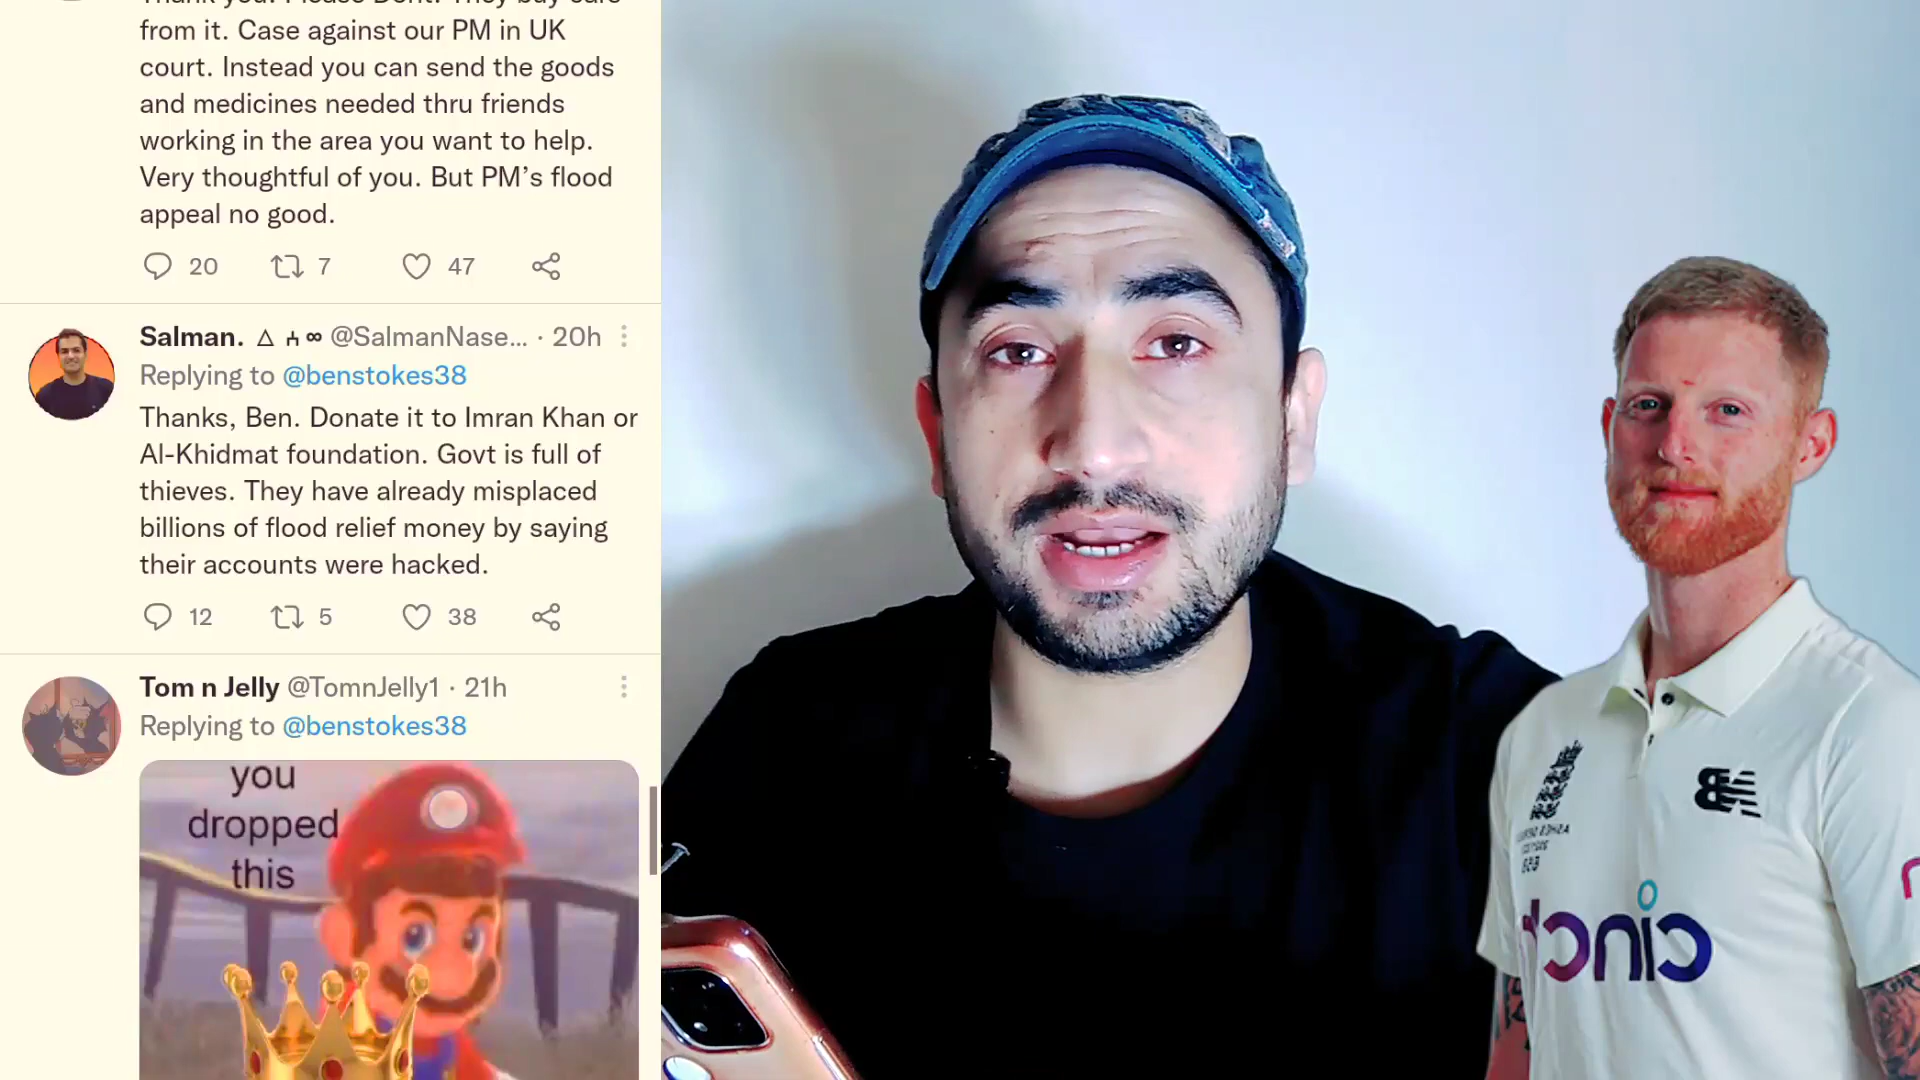 from it. Case against our PM in UK
court. Instead you can send the goods
and medicines needed thru friends
working in the area you want to help.
Very thoughtful of you. But PM’s flood
appeal no good.
20 7 47
Salman. @SalmanNase... · 20h
Replying to @benstokes38
Thanks, Ben. Donate it to Imran Khan or
Al-Khidmat foundation. Govt is full of
thieves. They have already misplaced
billions of flood relief money by saying
their accounts were hacked.
12 5 38
Tom n Jelly @TomnJelly1 · 21h
Replying to @benstokes38
you
dropped
this
cinc